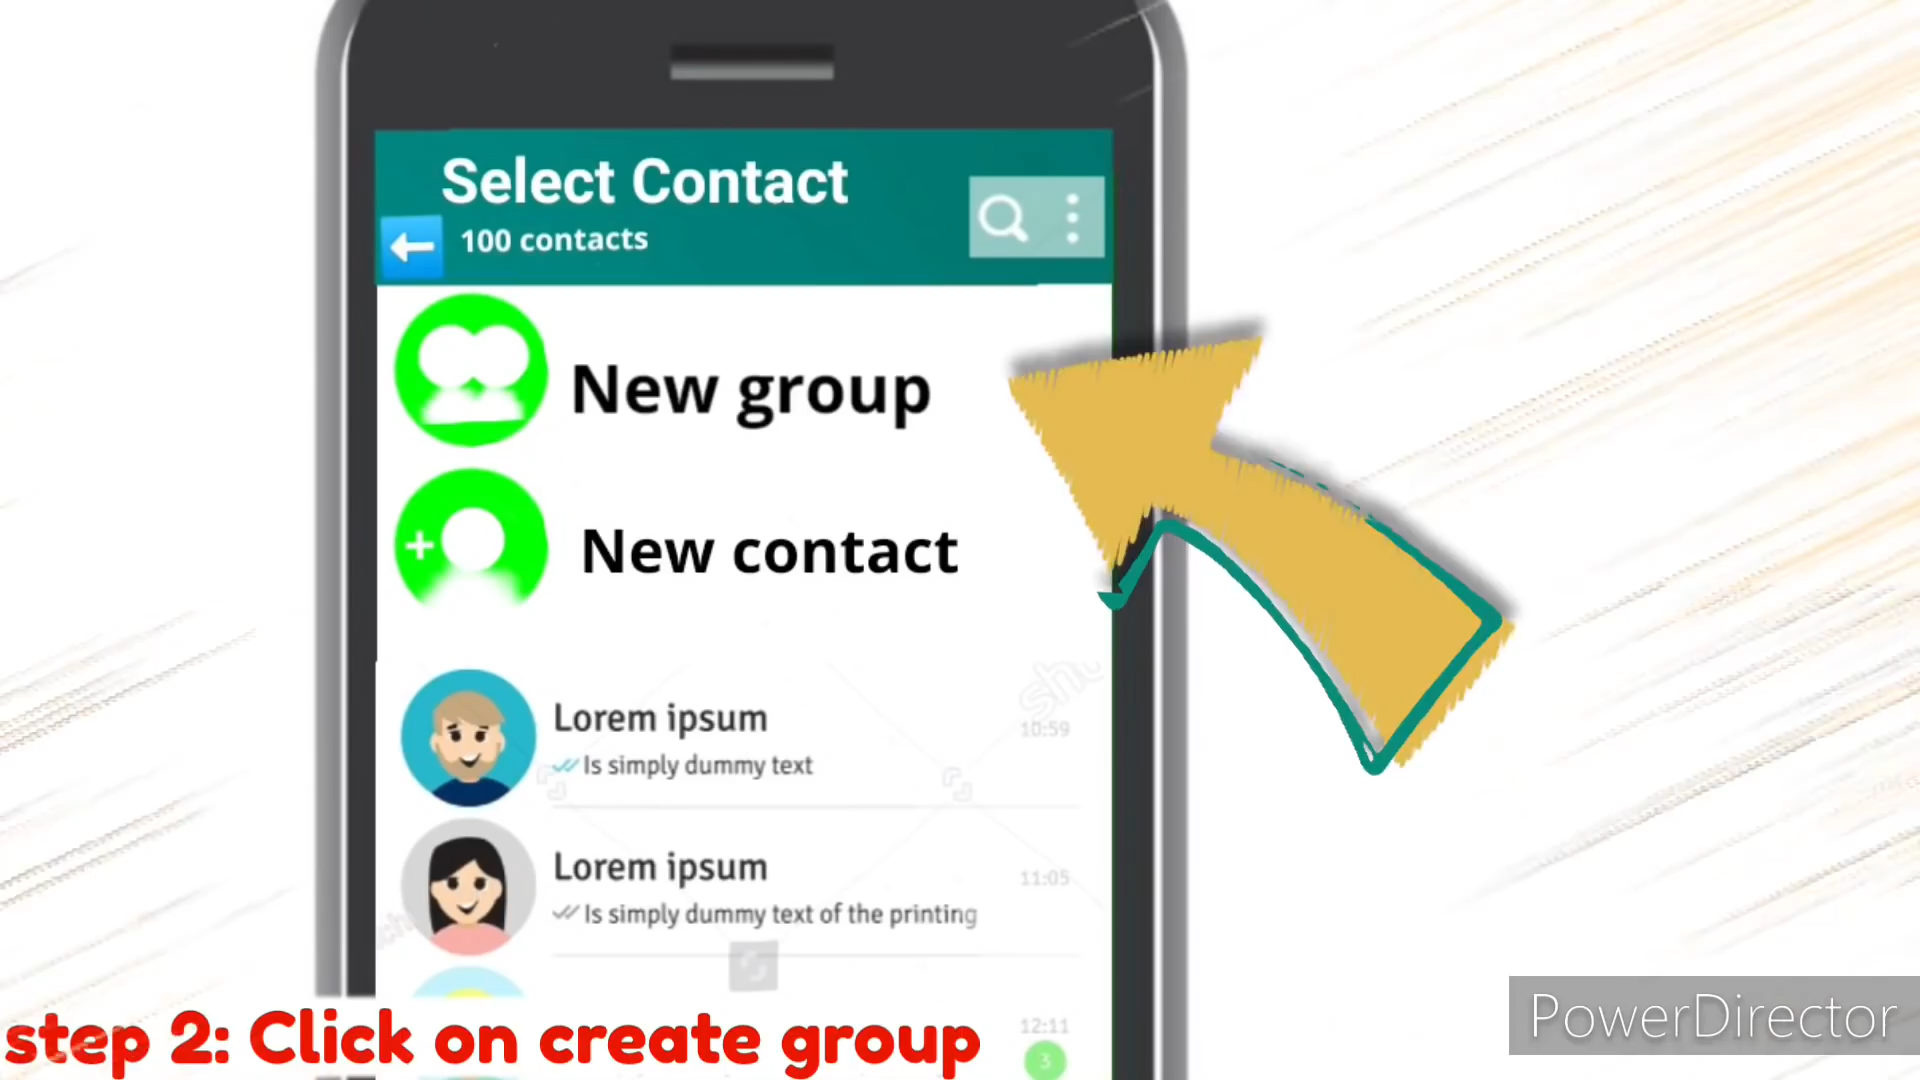 Select Contact
100 contacts
New group
New contact
Lorem ipsum
10:59
Is simply dummy text
Lorem ipsum
11:05
Is simply dummy text of the printing
12:11
3
step 2: Click on create group
PowerDirector